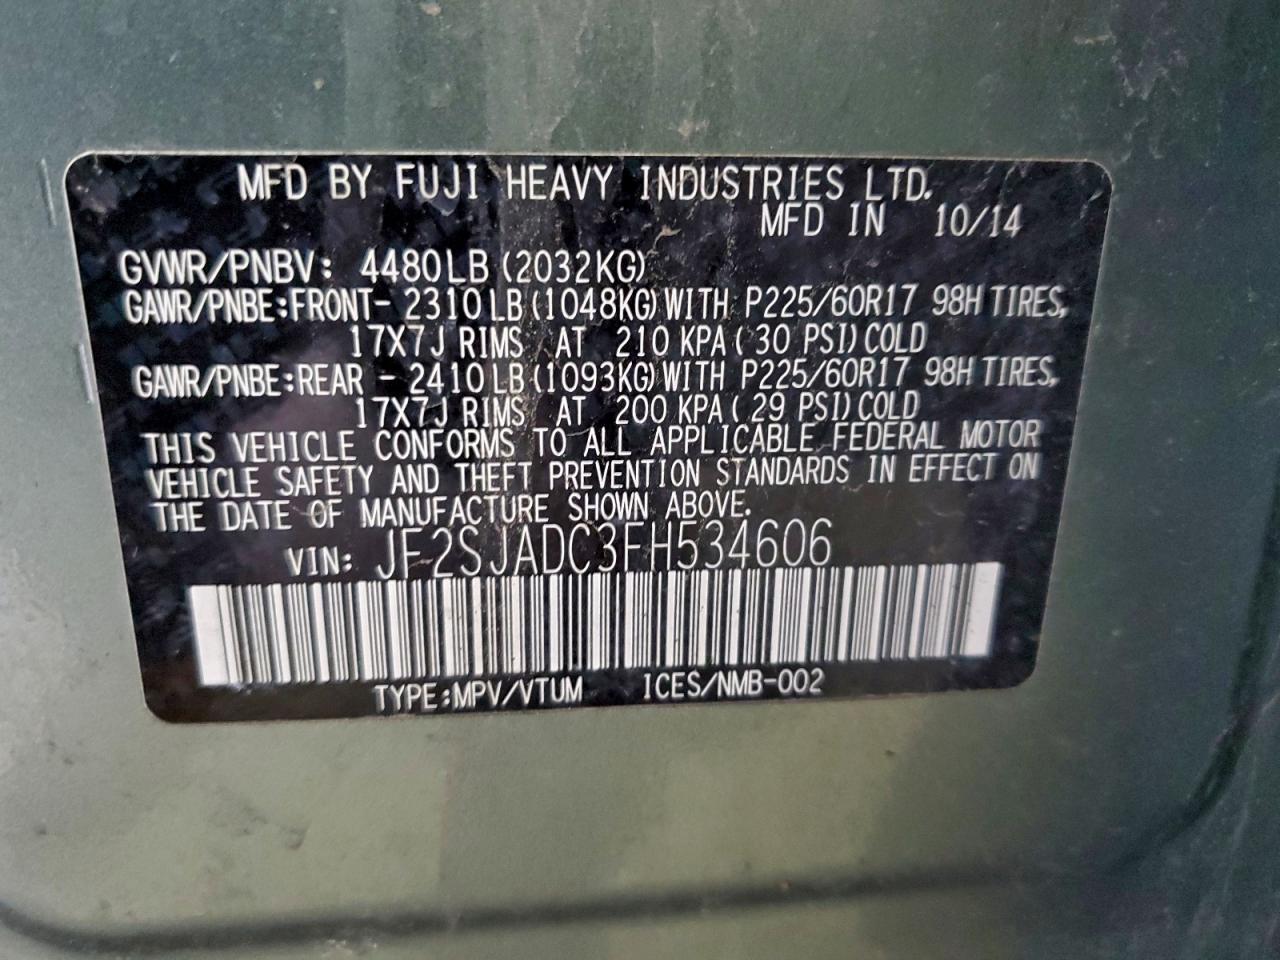 MFD BY FUJI HEAVY INDUSTRIES LTD.
MFD IN 10/14
GVWR/PNBV: 4480LB (2032KG)
GAWR/PNBE:FRONT- 2310LB (1048KG) WITH P225/60R17 98H TIRES,
17X7J RIMS AT 210 KPA ( 30 PSI) COLD
GAWR/PNBE:REAR - 2410LB (1093KG) WITH P225/60R17 98H TIRES,
17X7J RIMS AT 200 KPA ( 29 PSI) COLD
THIS VEHICLE CONFORMS TO ALL APPLICABLE FEDERAL MOTOR
VEHICLE SAFETY AND THEFT PREVENTION STANDARDS IN EFFECT ON
THE DATE OF MANUFACTURE SHOWN ABOVE.
VIN: JF2SJADC3FH534606
TYPE:MPV/VTUM ICES/NMB-002